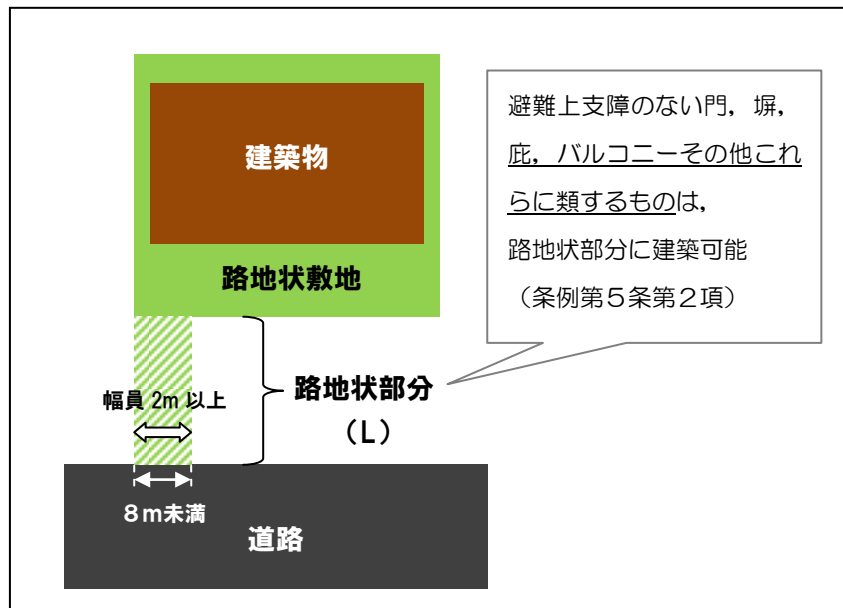 避難上支障のない門，塀，
庇，バルコニーその他これ
らに類するものは，
路地状部分に建築可能
（条例第５条第２項）
建築物
路地状敷地
幅員 2m 以上
路地状部分
（Ｌ）
８ｍ未満
道路